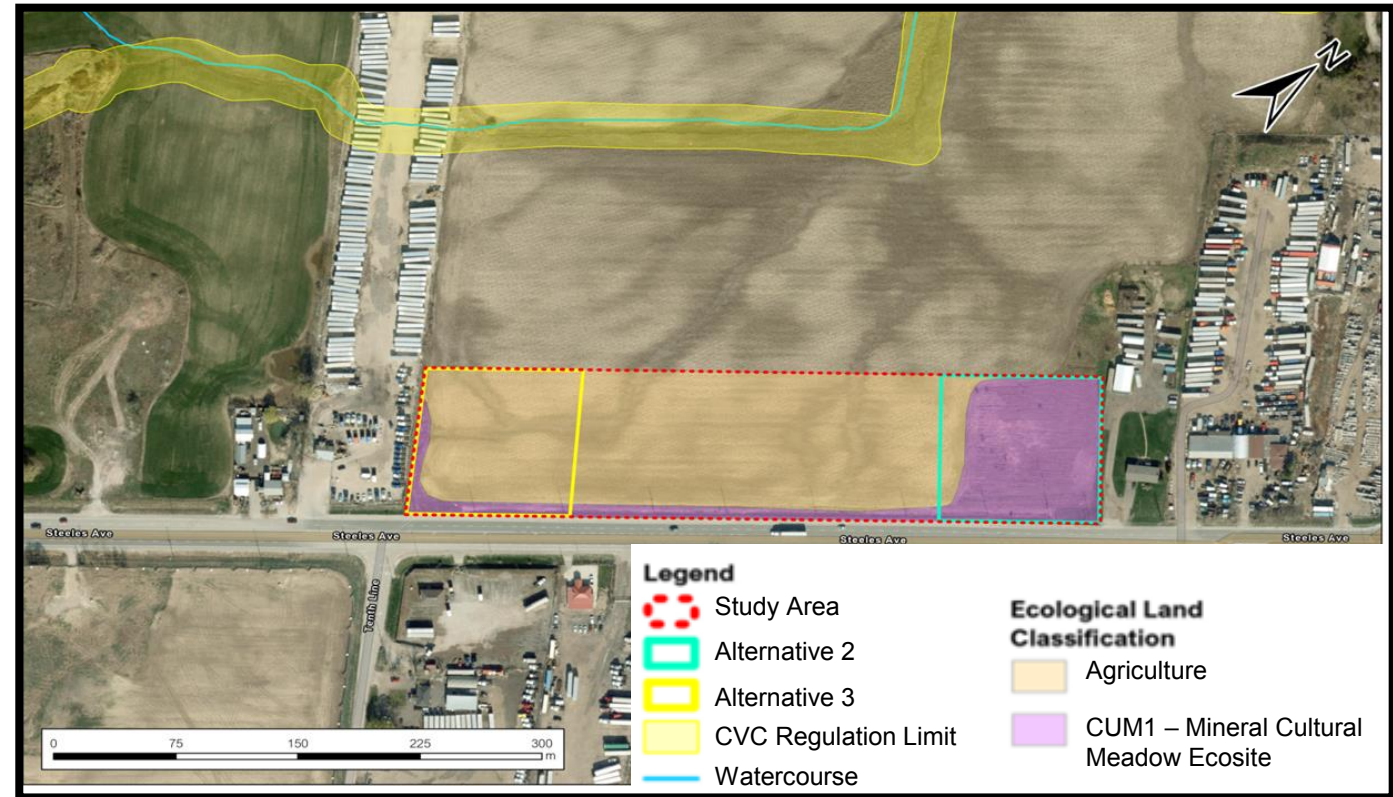 N
Steeles Ave
Steeles Ave
Steeles Ave
Steeles Ave
Tenth Line
0 75 150 225 300
m
Legend
Study Area
Alternative 2
Alternative 3
CVC Regulation Limit
Watercourse
Ecological Land
Classification
Agriculture
CUM1 – Mineral Cultural
Meadow Ecosite